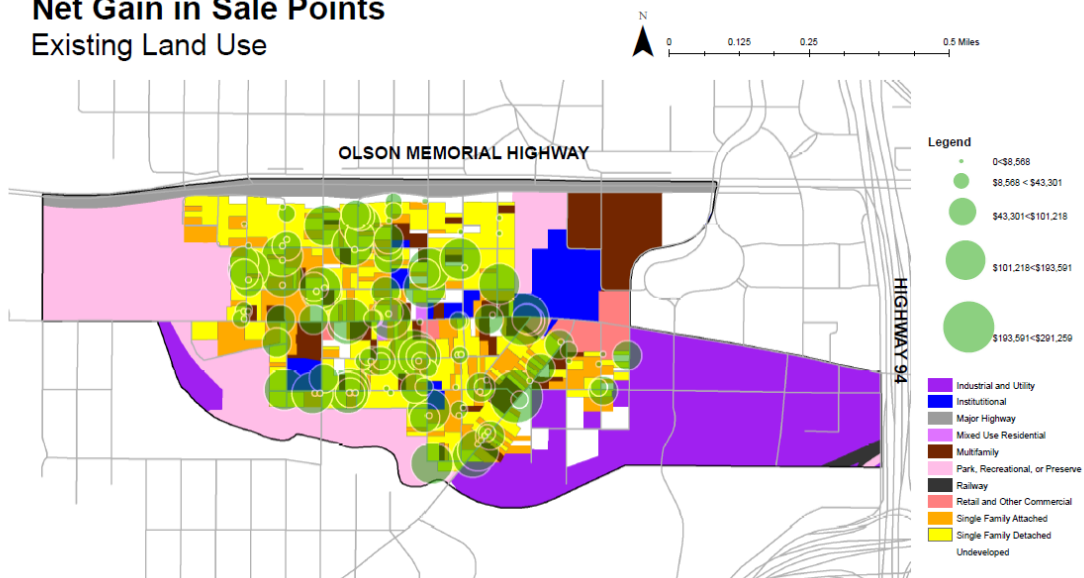 Net Gain in Sale Points
Existing Land Use
N
0 0.125 0.25 0.5 Miles
OLSON MEMORIAL HIGHWAY
HIGHWAY 94
Legend
0<$8,568
$8,568 < $43,301
$43,301<$101,218
$101,218<$193,591
$193,591<$291,259
Industrial and Utility
Institutional
Major Highway
Mixed Use Residential
Multifamily
Park, Recreational, or Preserve
Railway
Retail and Other Commercial
Single Family Attached
Single Family Detached
Undeveloped